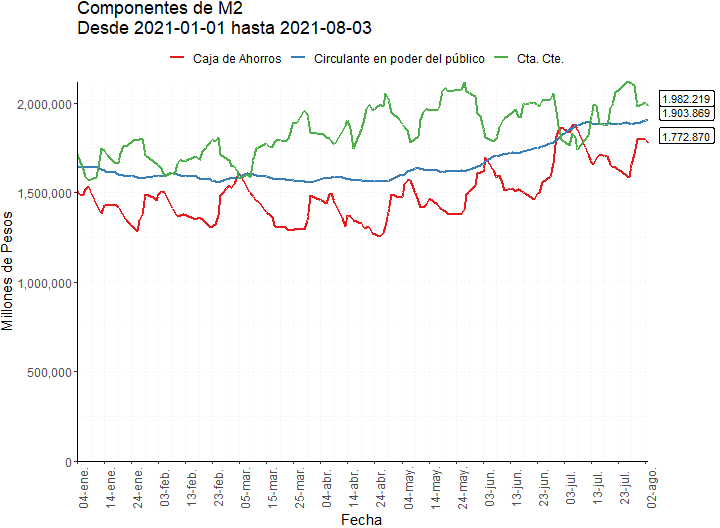 Componentes de M2
Desde 2021-01-01 hasta 2021-08-03
Caja de Ahorros Circulante en poder del público Cta. Cte.
Millones de Pesos
2,000,000
1,500,000
1,000,000
500,000
0
1.982.219
1.903.869
1.772.870
04-ene.
14-ene.
24-ene.
03-feb.
13-feb.
23-feb.
05-mar.
15-mar.
25-mar.
04-abr.
14-abr.
24-abr.
04-may.
14-may.
24-may.
03-jun.
13-jun.
23-jun.
03-jul.
13-jul.
23-jul.
02-ago.
Fecha